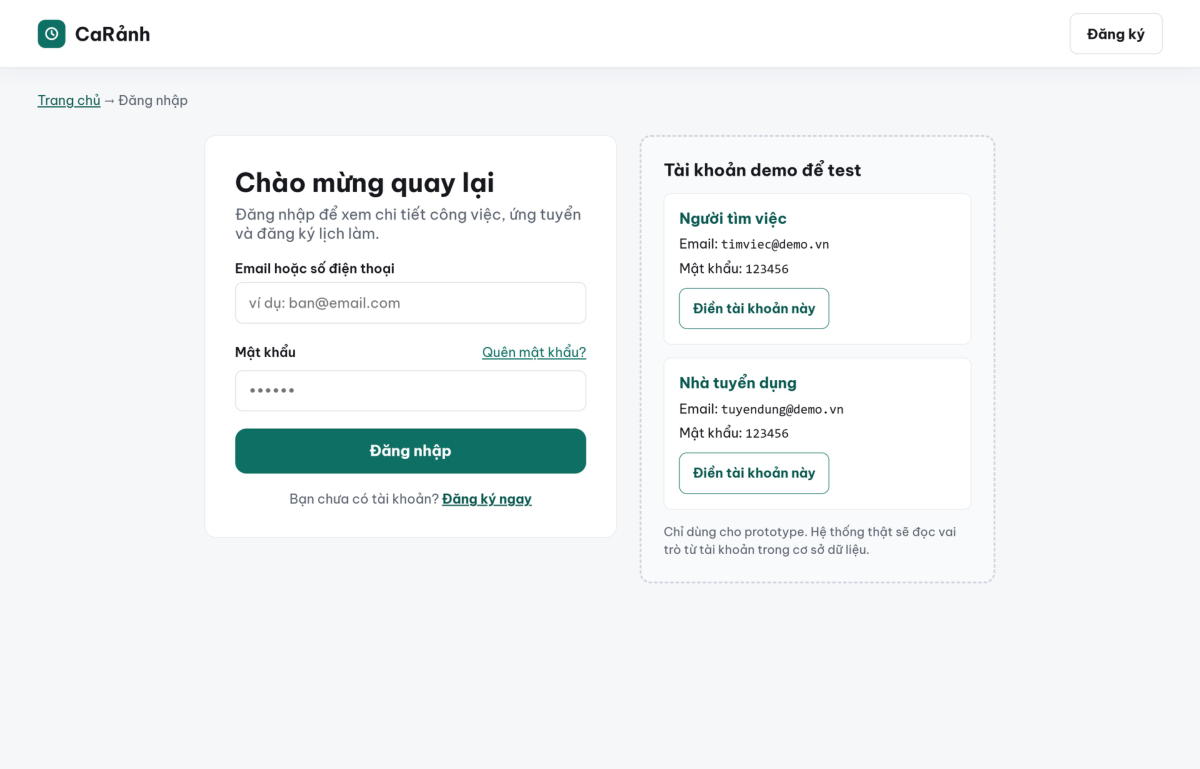 CaRảnh
Đăng ký
Trang chủ → Đăng nhập
Chào mừng quay lại
Đăng nhập để xem chi tiết công việc, ứng tuyển
và đăng ký lịch làm.
Email hoặc số điện thoại
ví dụ: ban@email.com
Mật khẩu
Quên mật khẩu?
••••••
Đăng nhập
Bạn chưa có tài khoản? Đăng ký ngay
Tài khoản demo để test
Người tìm việc
Email: timviec@demo.vn
Mật khẩu: 123456
Điền tài khoản này
Nhà tuyển dụng
Email: tuyendung@demo.vn
Mật khẩu: 123456
Điền tài khoản này
Chỉ dùng cho prototype. Hệ thống thật sẽ đọc vai
trò từ tài khoản trong cơ sở dữ liệu.